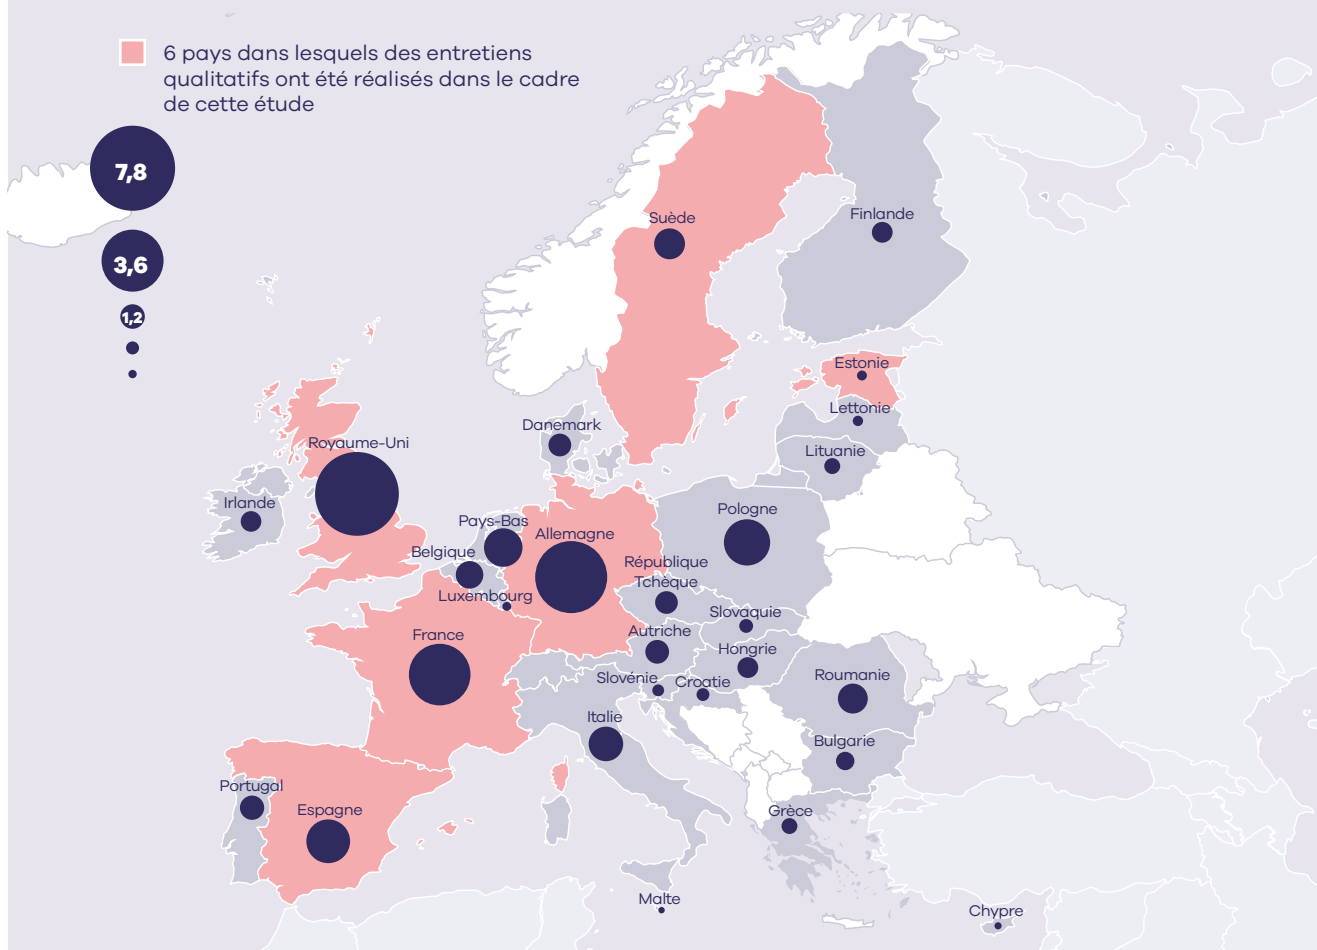 6 pays dans lesquels des entretiens
qualitatifs ont été réalisés dans le cadre
de cette étude
7,8
3,6
1,2
Suède
Finlande
Estonie
Lettonie
Lituanie
Danemark
Royaume-Uni
Irlande
Pays-Bas
Belgique
Luxembourg
Allemagne
Pologne
République
Tchèque
Slovaquie
Autriche
Hongrie
France
Slovénie
Croatie
Roumanie
Italie
Bulgarie
Portugal
Espagne
Grèce
Malte
Chypre